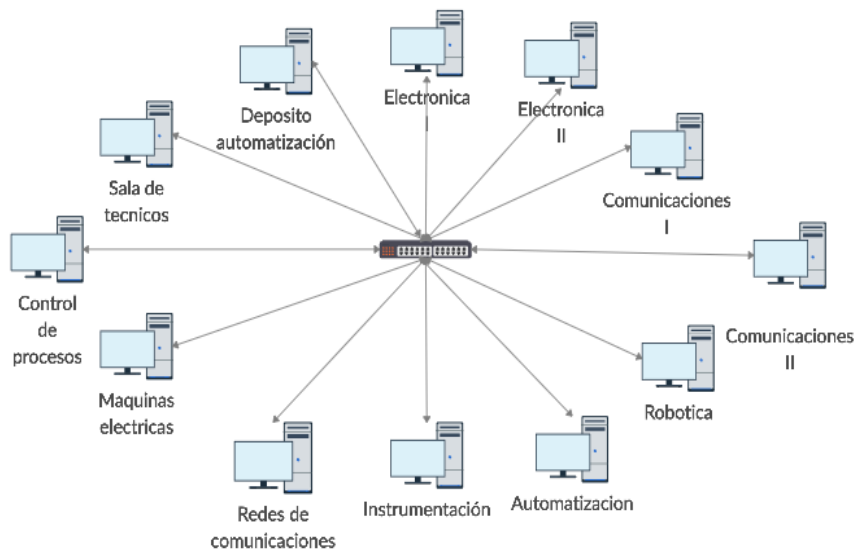 Electronica
I
Electronica
II
Deposito
automatización
Sala de
tecnicos
Comunicaciones
I
Control
de
procesos
Comunicaciones
II
Maquinas
electricas
Robotica
Redes de
comunicaciones
Instrumentación
Automatizacion